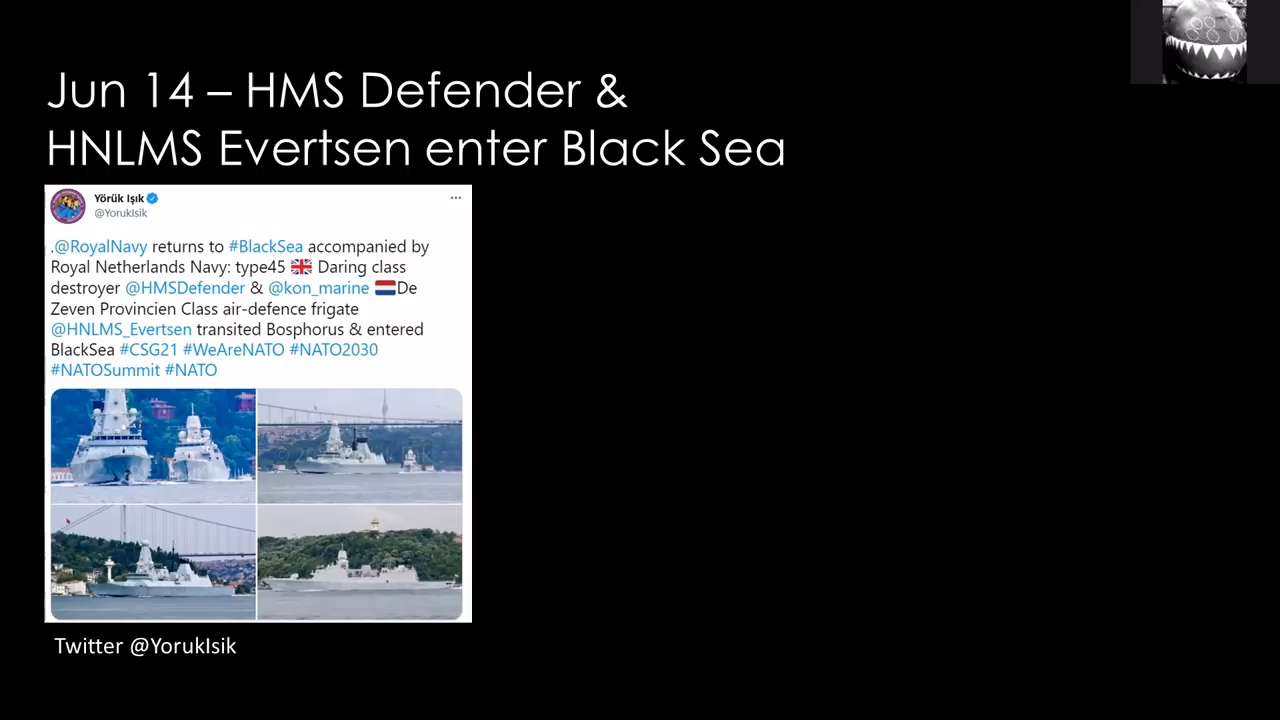 Jun 14 – HMS Defender &
HNLMS Evertsen enter Black Sea
Yörük Işık
@YorukIsik
.@RoyalNavy returns to #BlackSea accompanied by
Royal Netherlands Navy: type45 🇬🇧 Daring class
destroyer @HMSDefender & @kon_marine 🇳🇱De
Zeven Provincien Class air-defence frigate
@HNLMS_Evertsen transited Bosphorus & entered
BlackSea #CSG21 #WeAreNATO #NATO2030
#NATOSummit #NATO
Twitter @YorukIsik